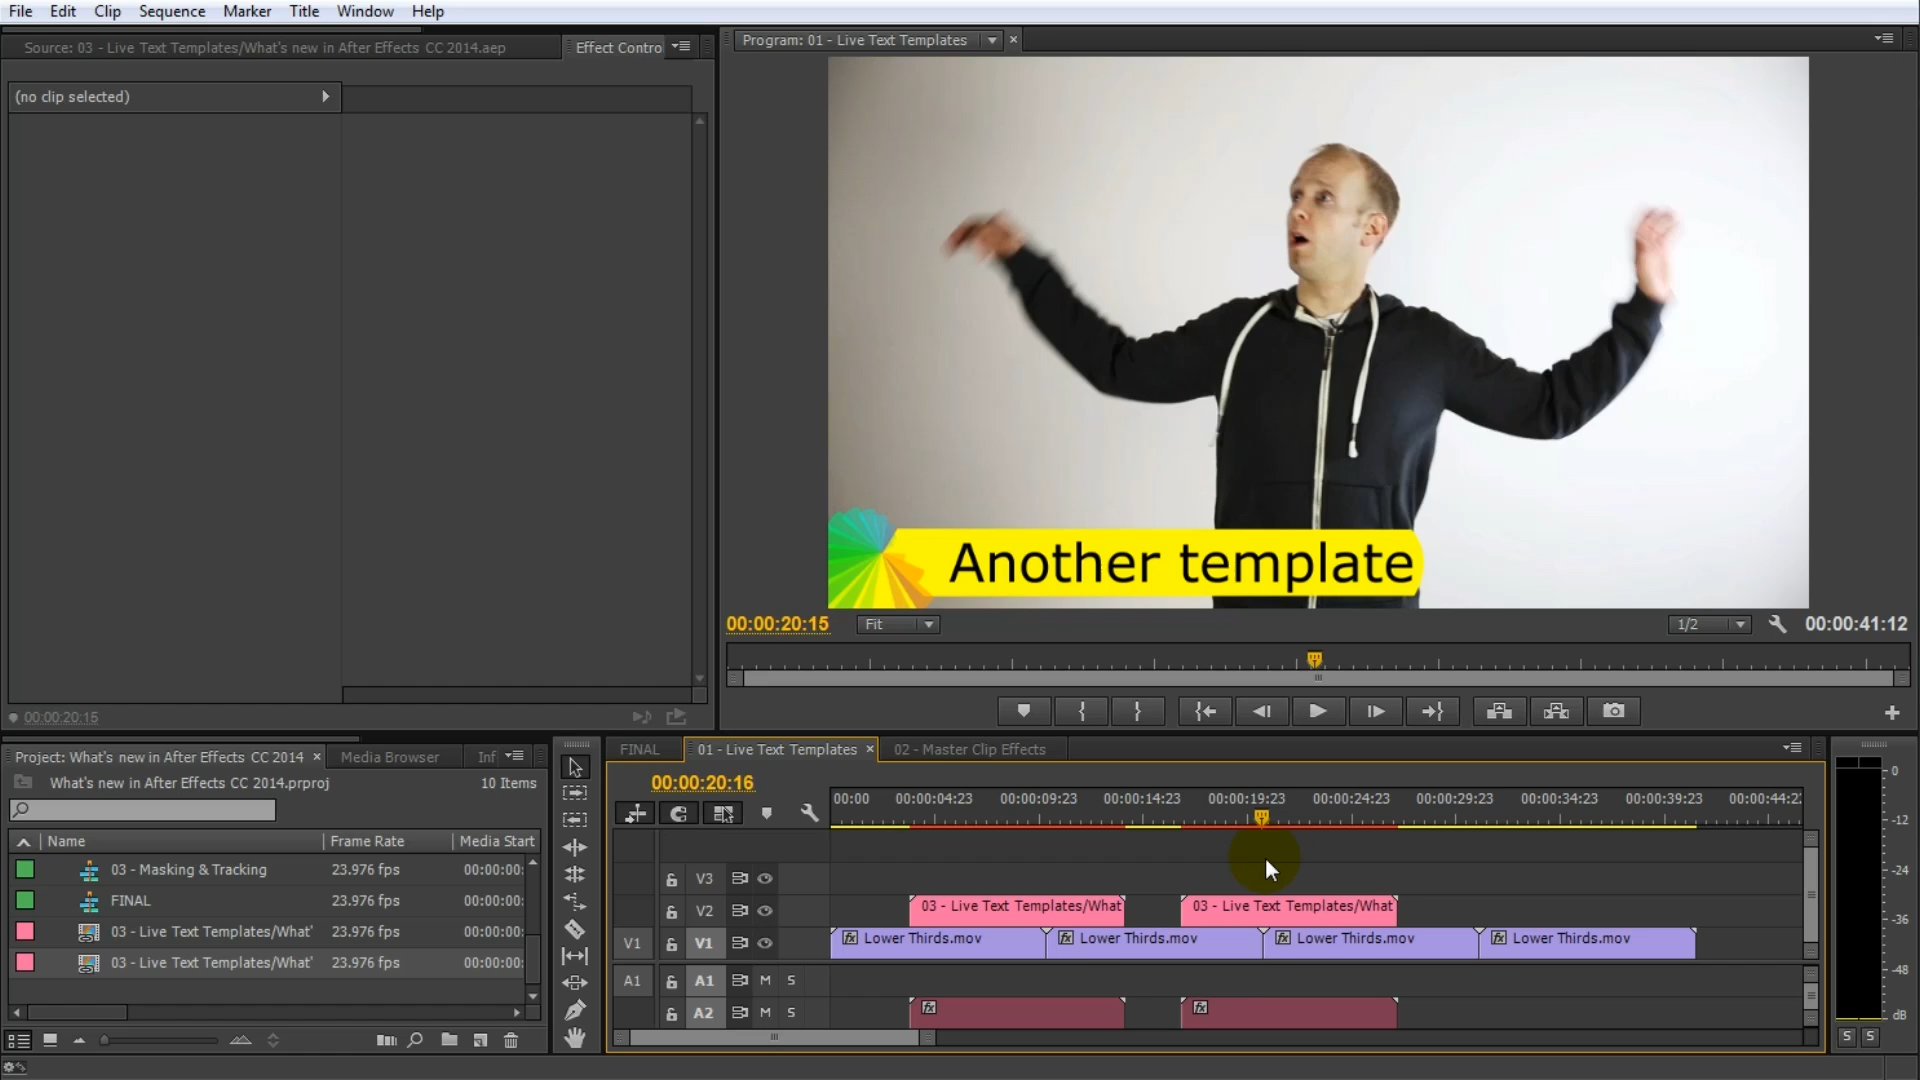 File Edit Clip Sequence Marker Title Window Help
Source: 03 - Live Text Templates/What's new in After Effects CC 2014.aep
Effect Contro
Program: 01 - Live Text Templates
(no clip selected)
Another template
00:00:20:15
Fit
1/2
00:00:41:12
00:00:20:15
Project: What's new in After Effects CC 2014
Media Browser
Inf
What's new in After Effects CC 2014.prproj
10 Items
Name Frame Rate Media Start
03 - Masking & Tracking 23.976 fps 00:00:00:
FINAL 23.976 fps 00:00:00:
03 - Live Text Templates/What' 23.976 fps 00:00:00:
03 - Live Text Templates/What' 23.976 fps 00:00:00:
FINAL
01 - Live Text Templates
02 - Master Clip Effects
00:00:20:16
00:00 00:00:04:23 00:00:09:23 00:00:14:23 00:00:19:23 00:00:24:23 00:00:29:23 00:00:34:23 00:00:39:23 00:00:44:2
V3
V2
03 - Live Text Templates/What
03 - Live Text Templates/What
V1 V1
fx Lower Thirds.mov
fx Lower Thirds.mov
fx Lower Thirds.mov
fx Lower Thirds.mov
A1 A1 M S
A2 M S
fx
fx
0
-12
-24
-36
-48
dB
S S